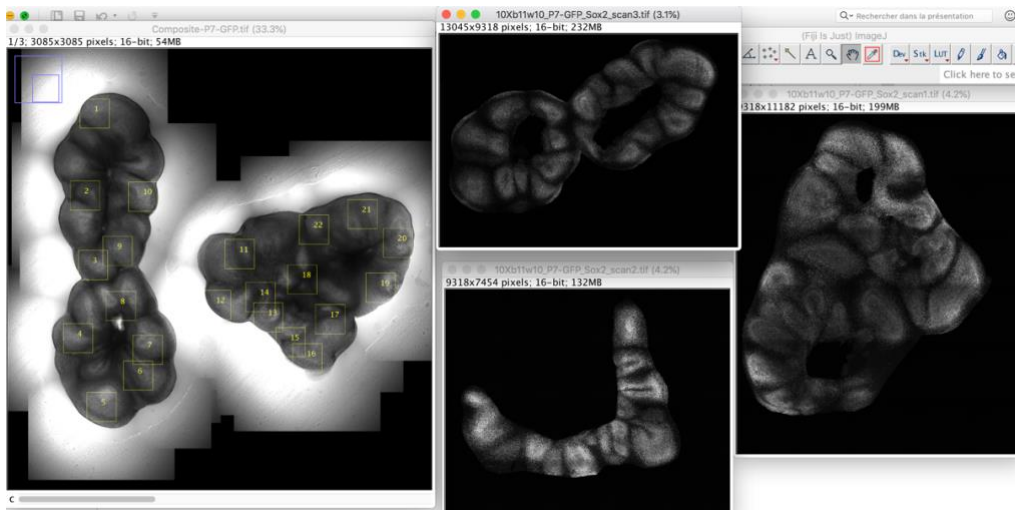 Composite-P7-GFP.tif (33.3%)
1/3; 3085x3085 pixels; 16-bit; 54MB
1
2
10
9
3
8
4
7
6
5
11
22
21
20
18
19
12
14
13
17
15
16
c
10Xb11w10_P7-GFP_Sox2_scan3.tif (3.1%)
13045x9318 pixels; 16-bit; 232MB
10Xb11w10_P7-GFP_Sox2_scan2.tif (4.2%)
9318x7454 pixels; 16-bit; 132MB
Rechercher dans la présentation
(Fiji Is Just) ImageJ
A
Dev Stk LUT
Click here to se
10Xb11w10_P7-GFP_Sox2_scan1.tif (4.2%)
9318x11182 pixels; 16-bit; 199MB